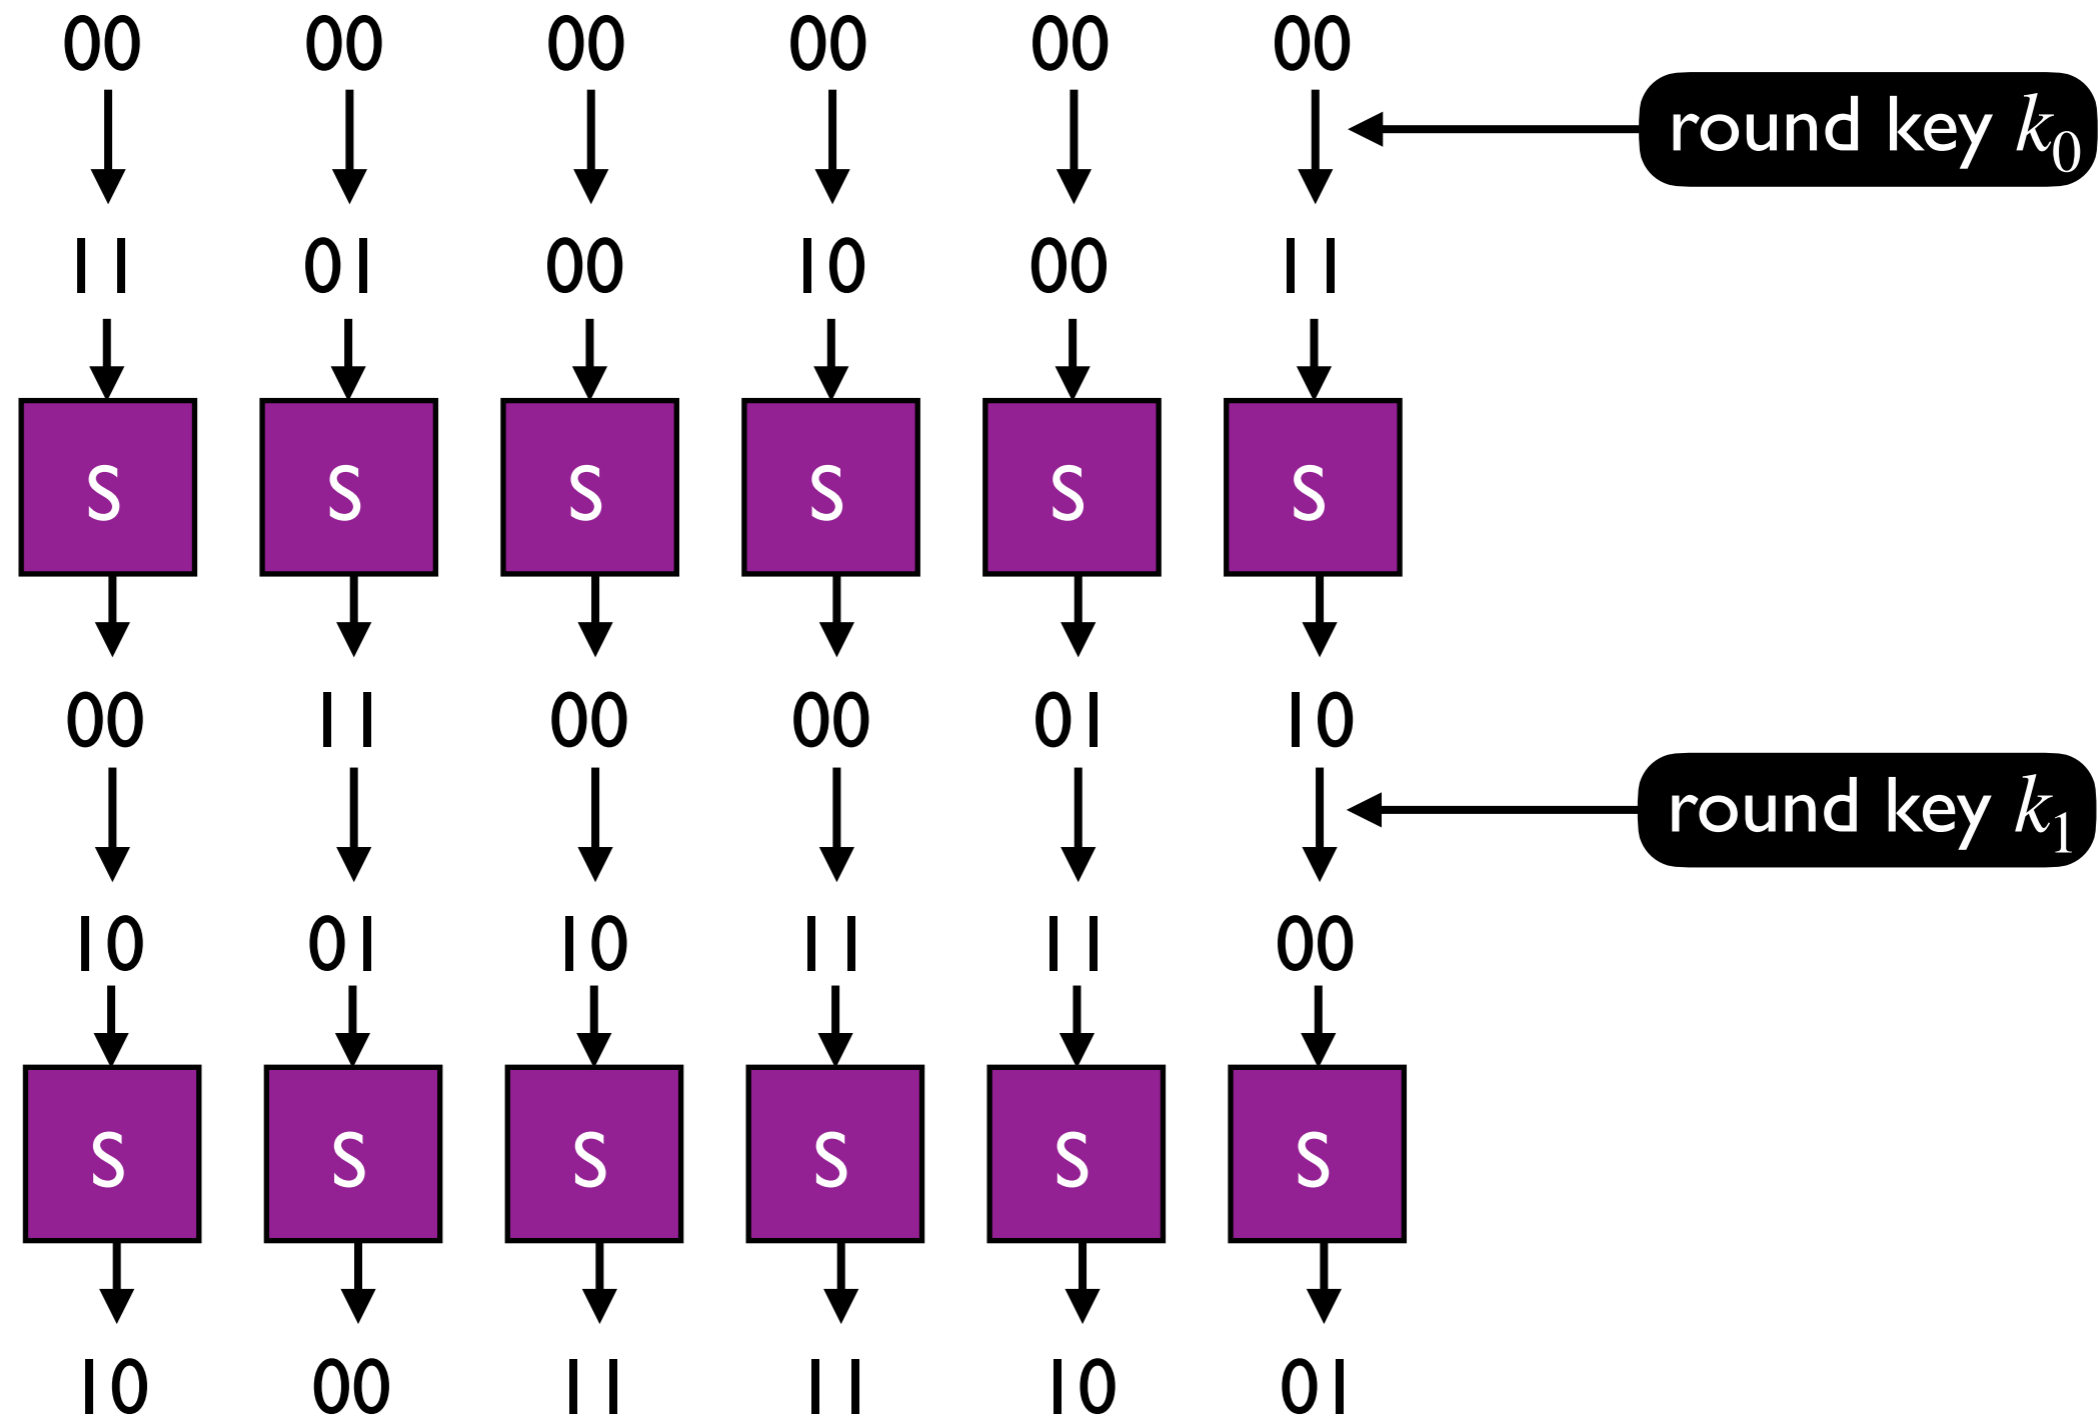 00 00 00 00 00 00
round key k₀
11 01 00 10 00 11
S S S S S S
00 11 00 00 01 10
round key k₁
10 01 10 11 11 00
S S S S S S
10 00 11 11 10 01